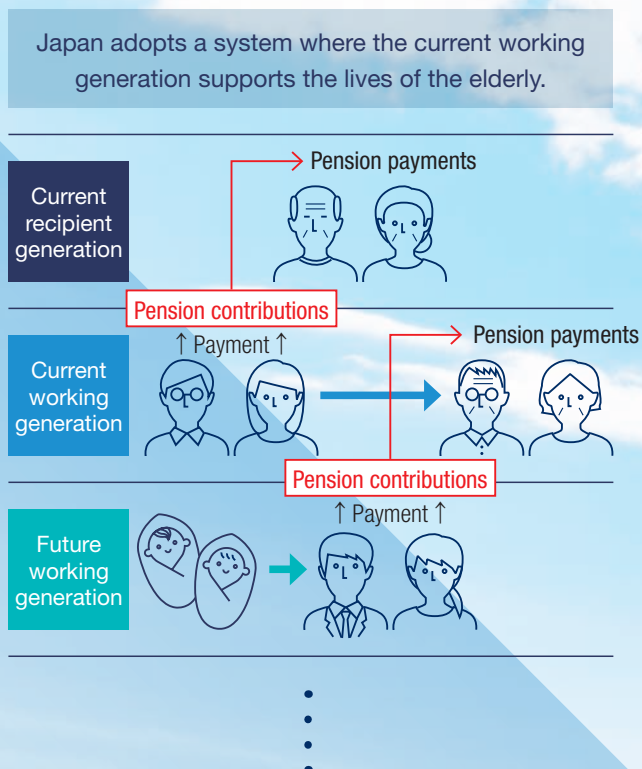 Japan adopts a system where the current working
generation supports the lives of the elderly.
Pension payments
Current
recipient
generation
Pension contributions
↑ Payment ↑
Pension payments
Current
working
generation
Pension contributions
↑ Payment ↑
Future
working
generation